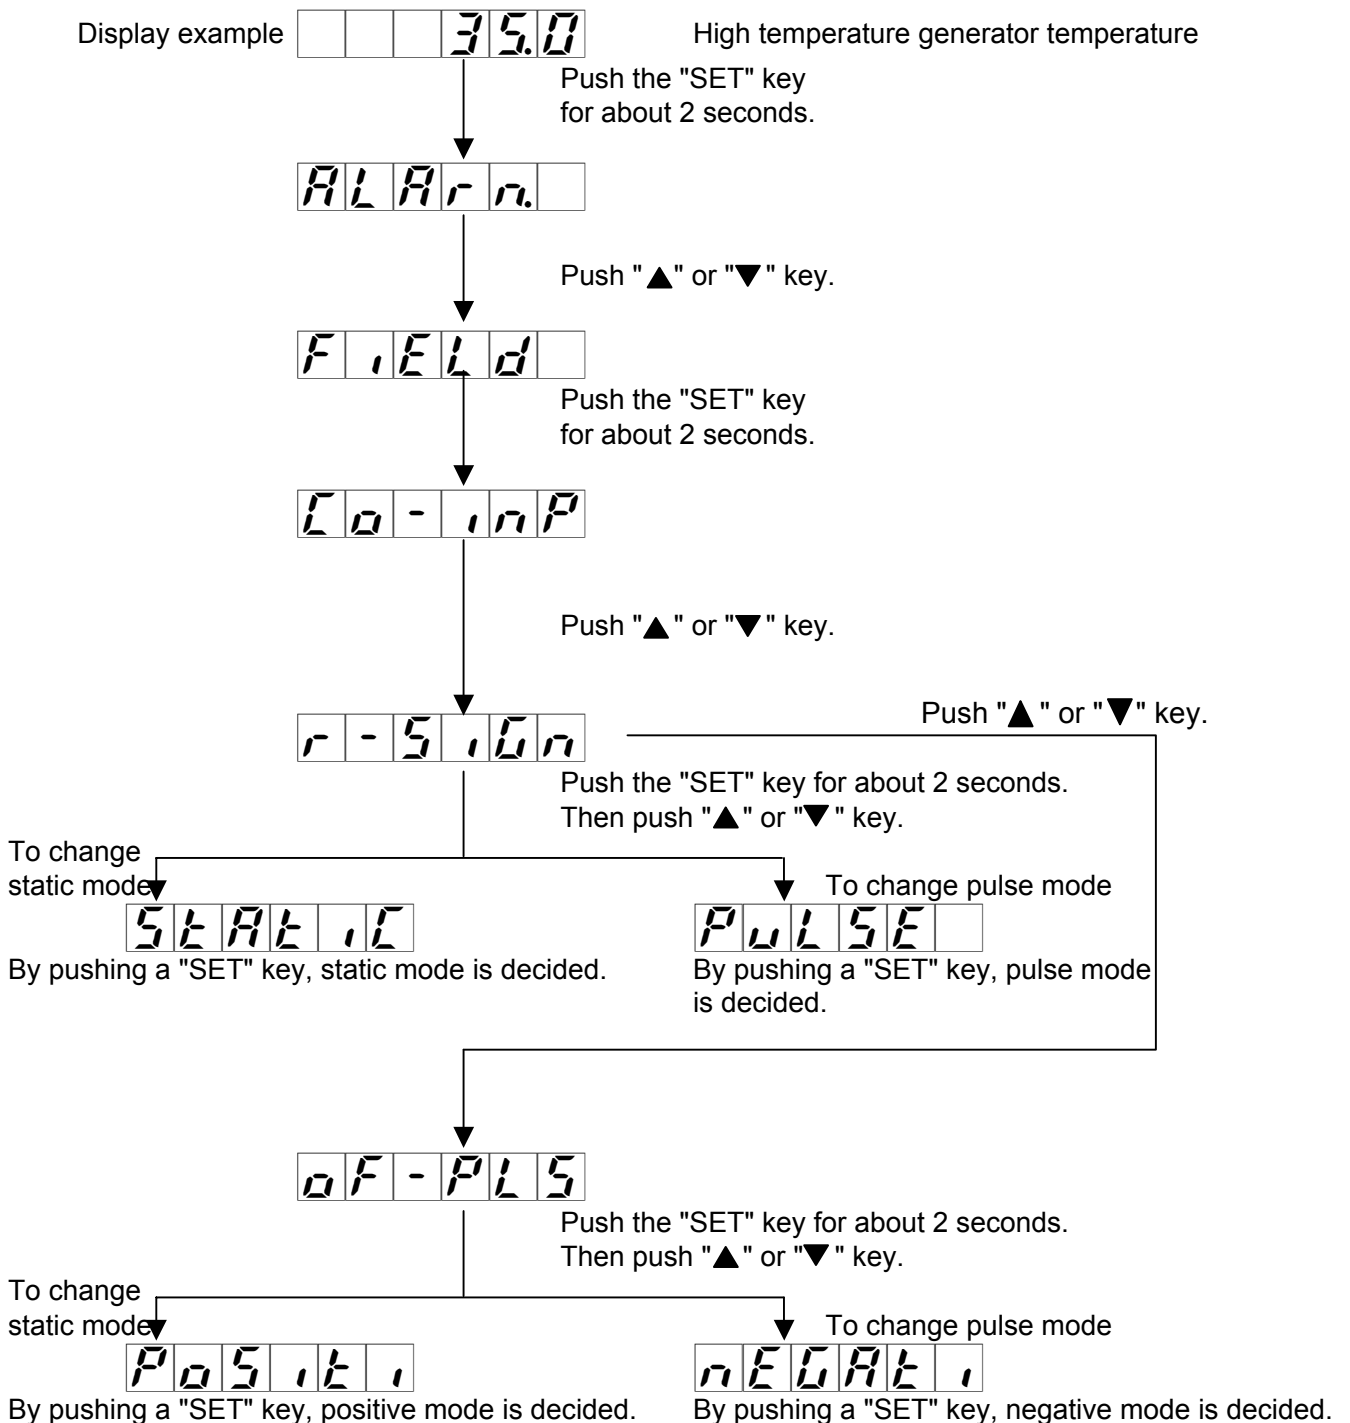 Display example 35.0 High temperature generator temperature
Push the "SET" key
for about 2 seconds.
ALArn.
Push "▲" or "▼" key.
FiELd
Push the "SET" key
for about 2 seconds.
Co-inP
Push "▲" or "▼" key.
Push "▲" or "▼" key.
r-SiGn
Push the "SET" key for about 2 seconds.
Then push "▲" or "▼" key.
To change
static mode
To change pulse mode
StAtiC
PuLSE
By pushing a "SET" key, static mode is decided.
By pushing a "SET" key, pulse mode
is decided.
oF-PLS
Push the "SET" key for about 2 seconds.
Then push "▲" or "▼" key.
To change
static mode
To change pulse mode
PoSiti
nEGAti
By pushing a "SET" key, positive mode is decided.
By pushing a "SET" key, negative mode is decided.